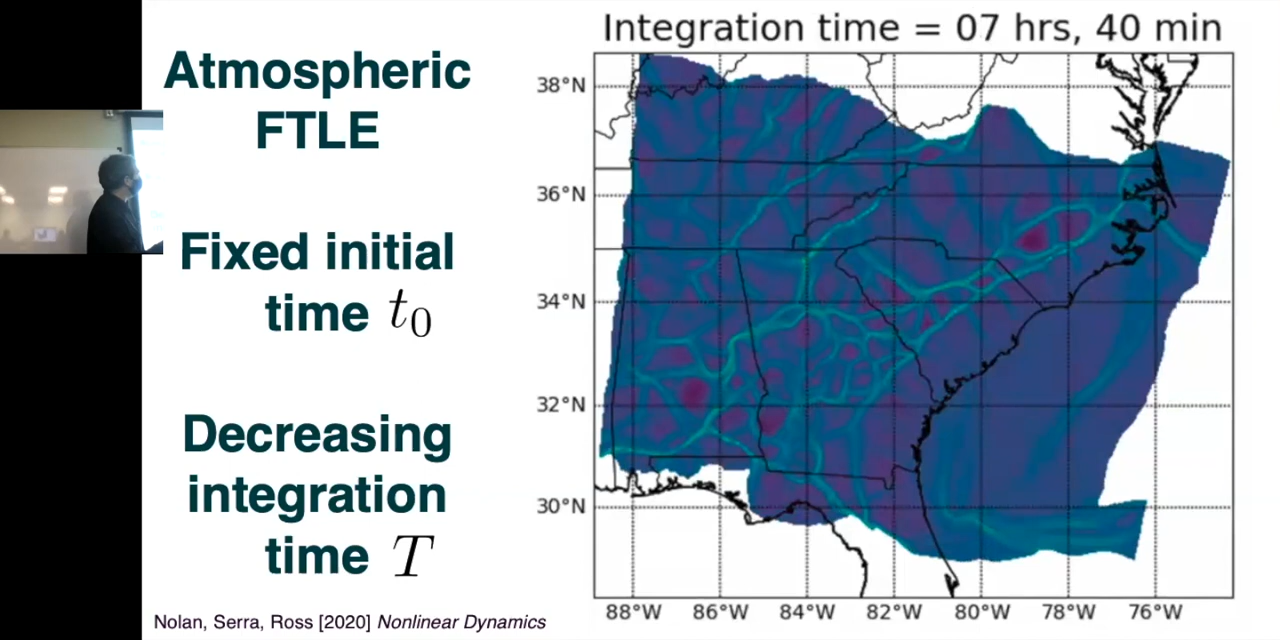 Atmospheric
FTLE
Fixed initial
time t₀
Decreasing
integration
time T
Nolan, Serra, Ross [2020] Nonlinear Dynamics
Integration time = 07 hrs, 40 min
38°N
36°N
34°N
32°N
30°N
88°W 86°W 84°W 82°W 80°W 78°W 76°W